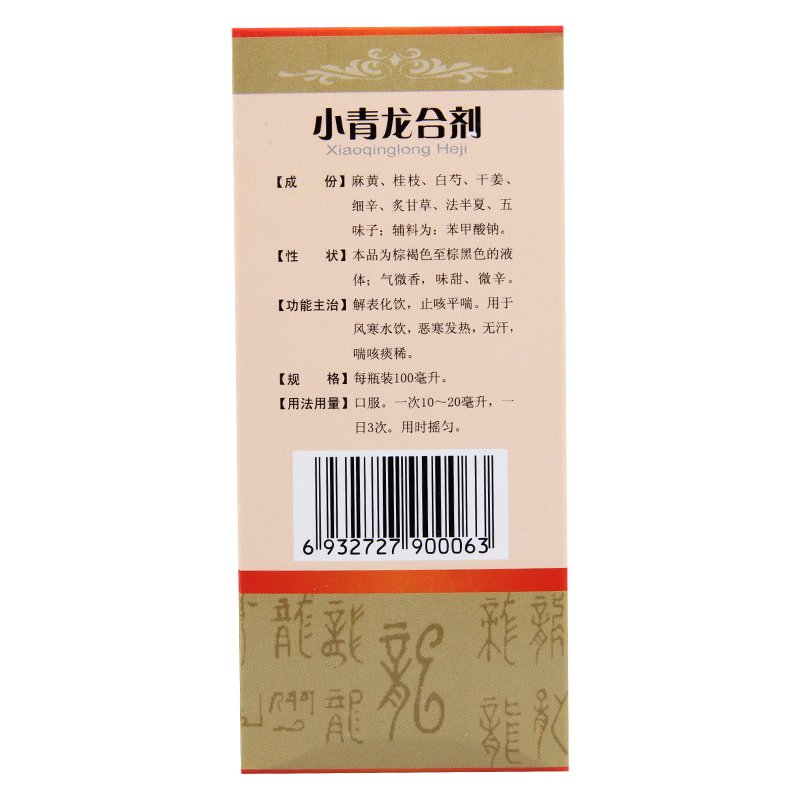 小青龙合剂
Xiaoqinglong Heji
【成　份】麻黄、桂枝、白芍、干姜、
细辛、炙甘草、法半夏、五
味子；辅料为：苯甲酸钠。
【性　状】本品为棕褐色至棕黑色的液
体；气微香，味甜、微辛。
【功能主治】解表化饮，止咳平喘。用于
风寒水饮，恶寒发热，无汗，
喘咳痰稀。
【规　格】每瓶装100毫升。
【用法用量】口服。一次10～20毫升，一
日3次。用时摇匀。
6 932727 900063
龍